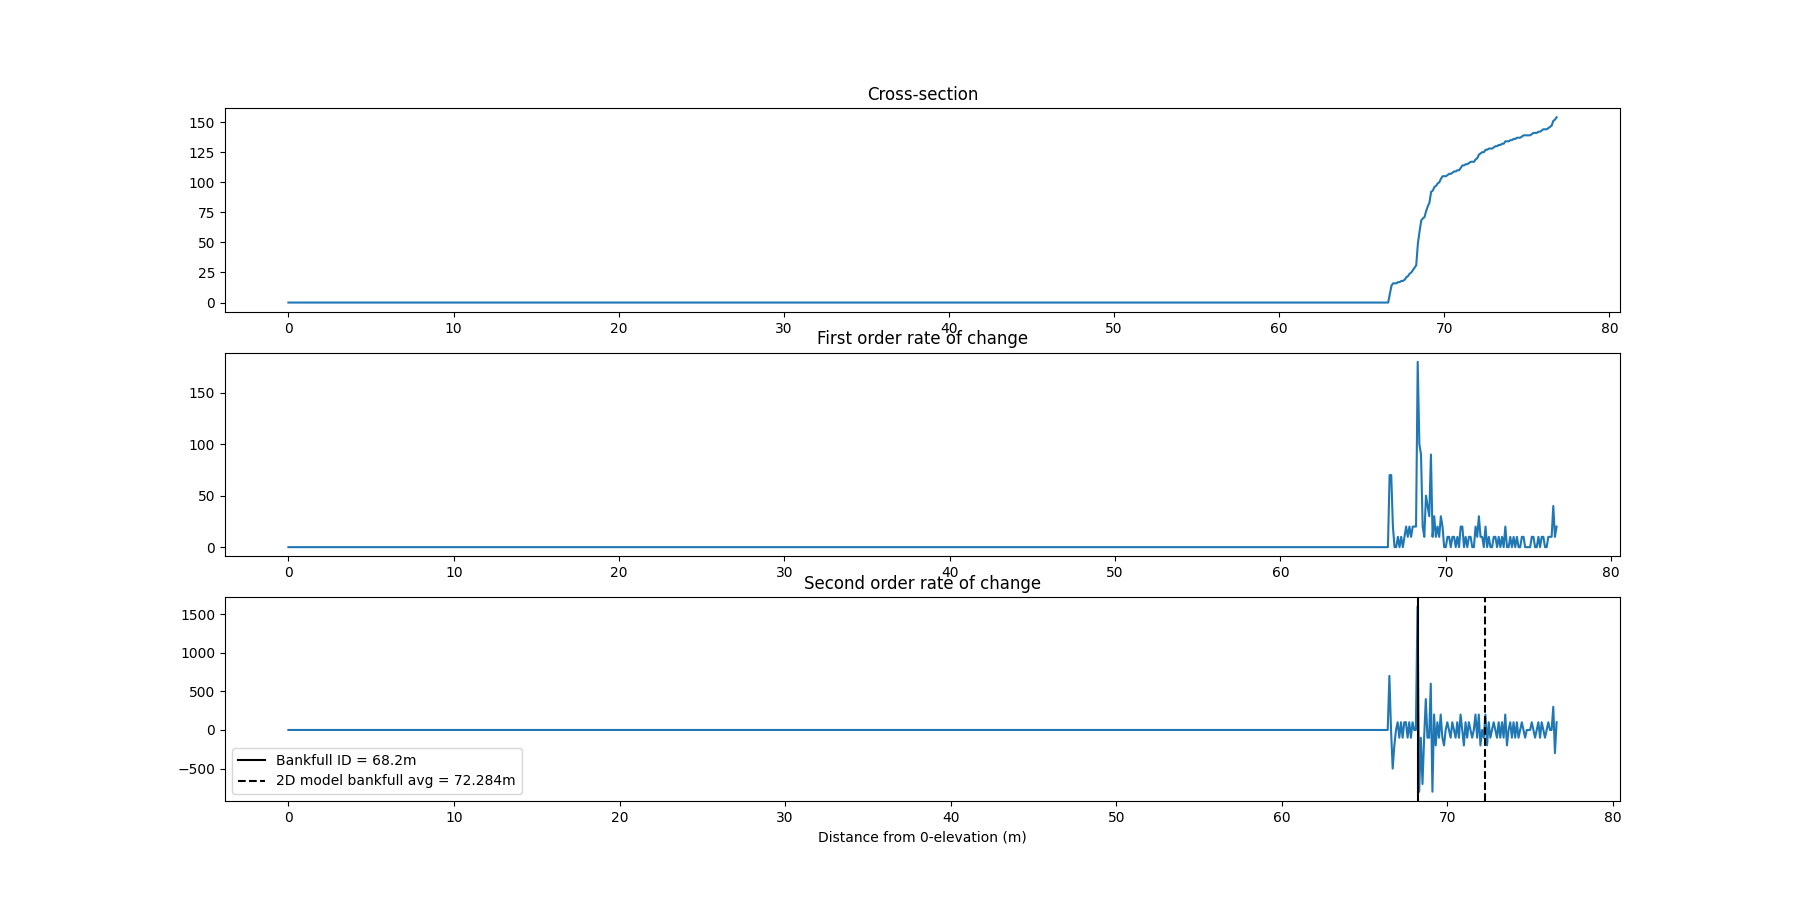 Cross-section
150
125
100
75
50
25
0
0 10 20 30 40 50 60 70 80
First order rate of change
150
100
50
0
0 10 20 30 40 50 60 70 80
Second order rate of change
1500
1000
500
0
−500
Bankfull ID = 68.2m
2D model bankfull avg = 72.284m
0 10 20 30 40 50 60 70 80
Distance from 0-elevation (m)